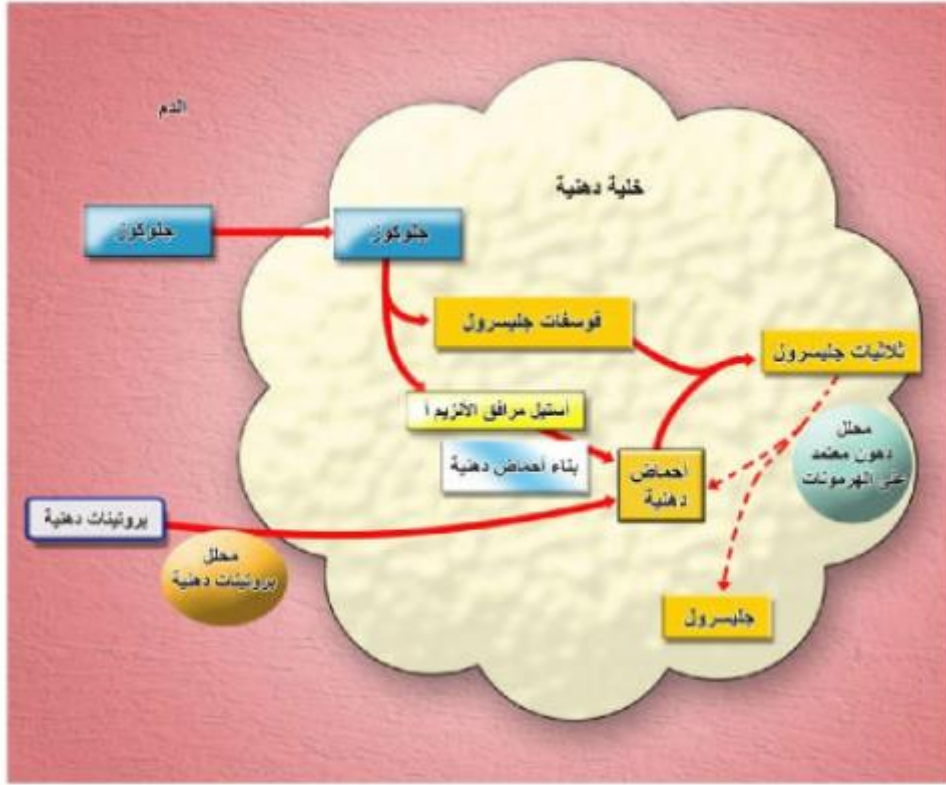 الدم
خلية دهنية
جلوكوز
جلوكوز
فوسفات جليسرول
ثلاثيات جليسرول
أستيل مرافق الأنزيم أ
بناء أحماض دهنية
أحماض
دهنية
محلل
دهون معتمد
على الهرمونات
بروتينات دهنية
محلل
بروتينات دهنية
جليسرول